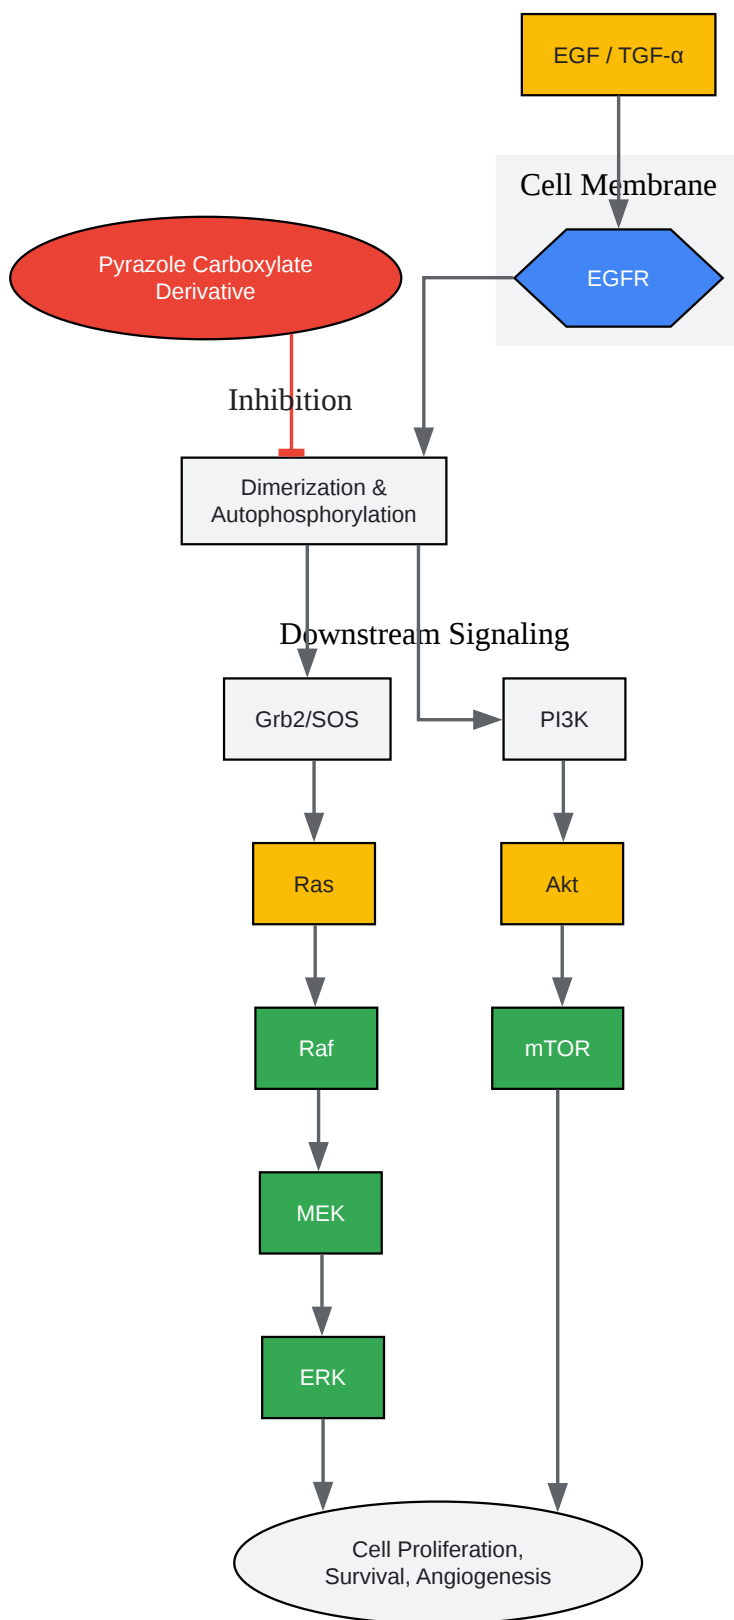 EGF / TGF-α
Cell Membrane
Pyrazole Carboxylate
Derivative
EGFR
Inhibition
Dimerization &
Autophosphorylation
Downstream Signaling
Grb2/SOS
PI3K
Ras
Akt
Raf
mTOR
MEK
ERK
Cell Proliferation,
Survival, Angiogenesis